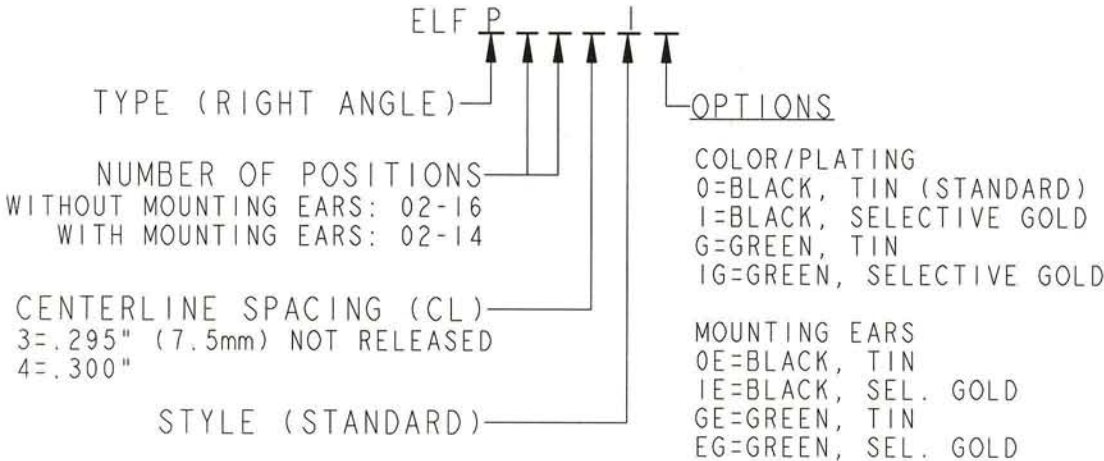 ELF P 1
TYPE (RIGHT ANGLE)
NUMBER OF POSITIONS
WITHOUT MOUNTING EARS: 02-16
WITH MOUNTING EARS: 02-14
CENTERLINE SPACING (CL)
3=.295" (7.5mm) NOT RELEASED
4=.300"
STYLE (STANDARD)
OPTIONS
COLOR/PLATING
0=BLACK, TIN (STANDARD)
1=BLACK, SELECTIVE GOLD
G=GREEN, TIN
1G=GREEN, SELECTIVE GOLD
MOUNTING EARS
0E=BLACK, TIN
1E=BLACK, SEL. GOLD
GE=GREEN, TIN
EG=GREEN, SEL. GOLD